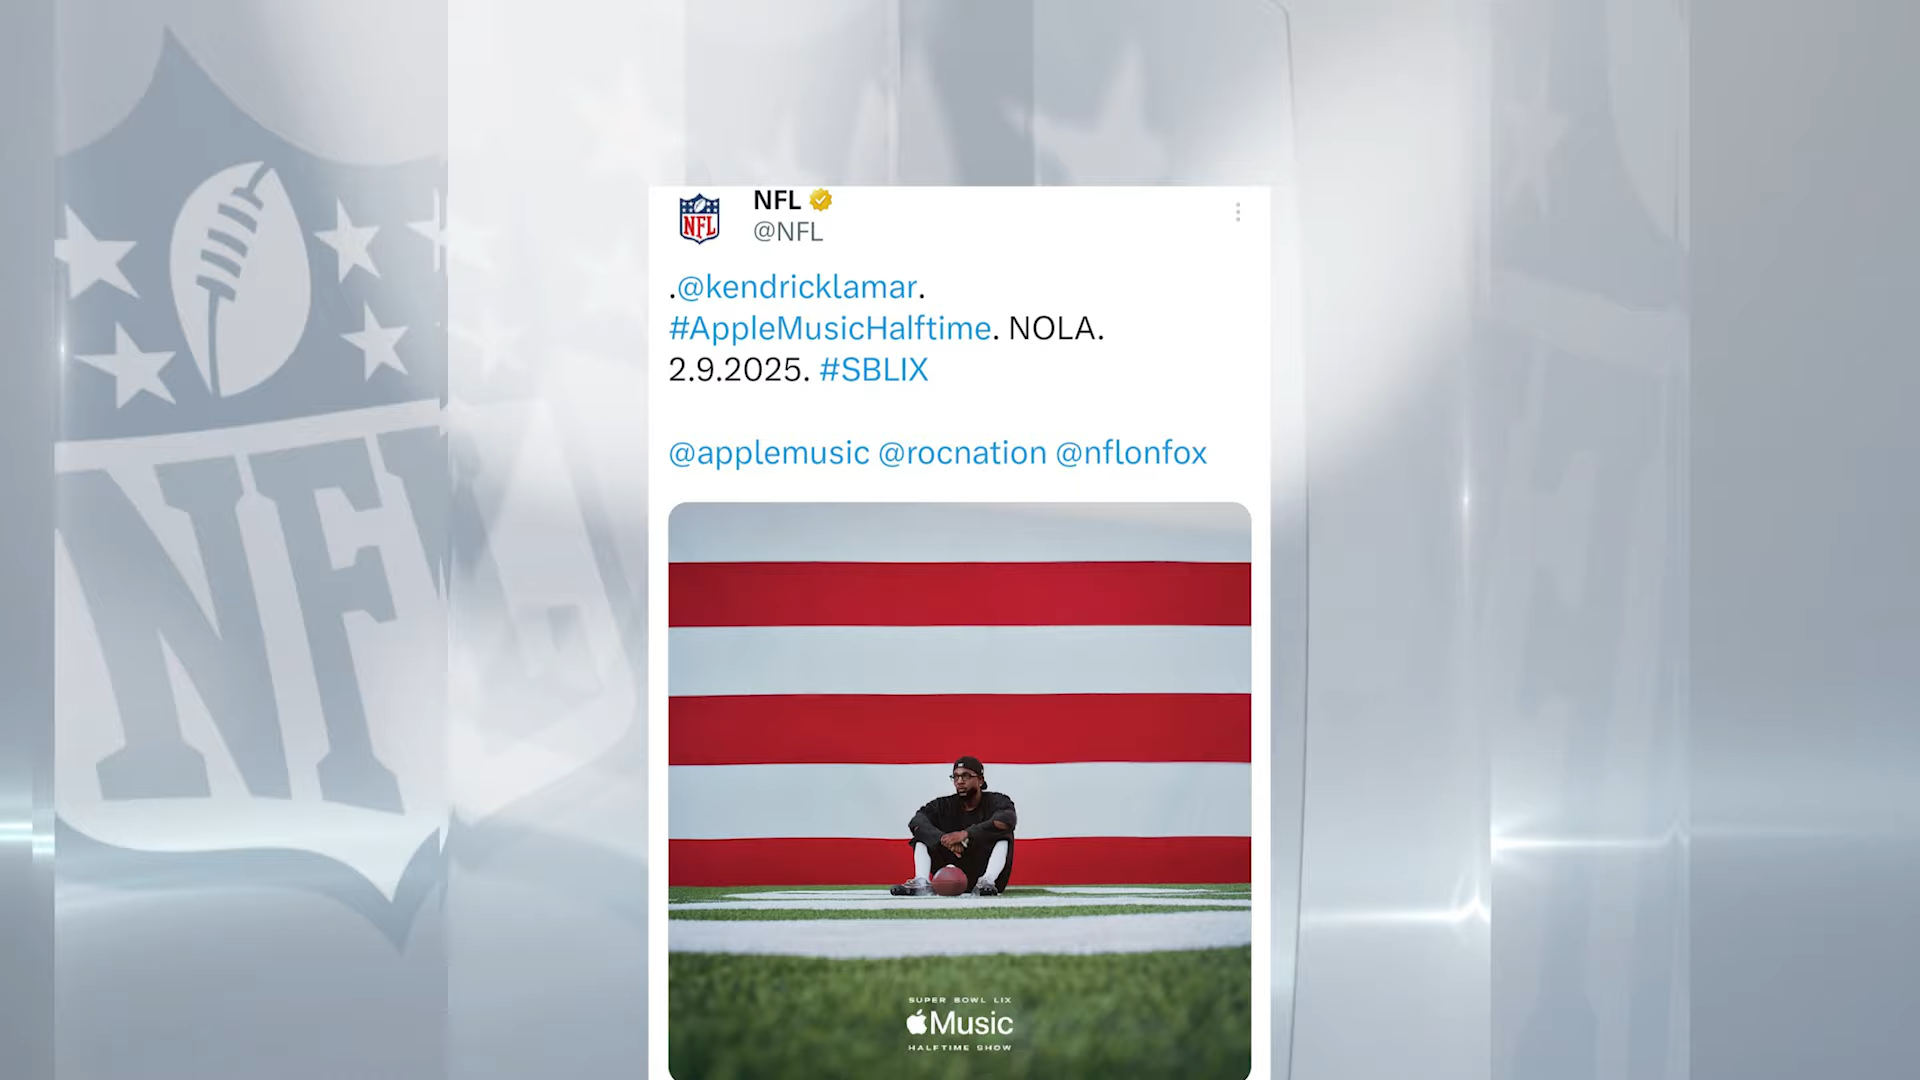 NFL
NFL
NFL
@NFL
.@kendricklamar.
#AppleMusicHalftime. NOLA.
2.9.2025. #SBLIX
@applemusic @rocnation @nflonfox
SUPER BOWL LIX
Music
HALFTIME SHOW